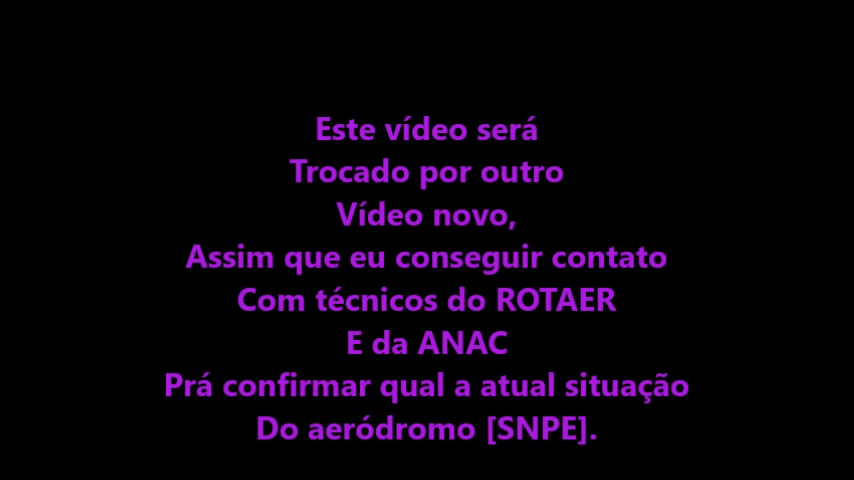 Este vídeo será
Trocado por outro
Vídeo novo,
Assim que eu conseguir contato
Com técnicos do ROTAER
E da ANAC
Prá confirmar qual a atual situação
Do aeródromo [SNPE].